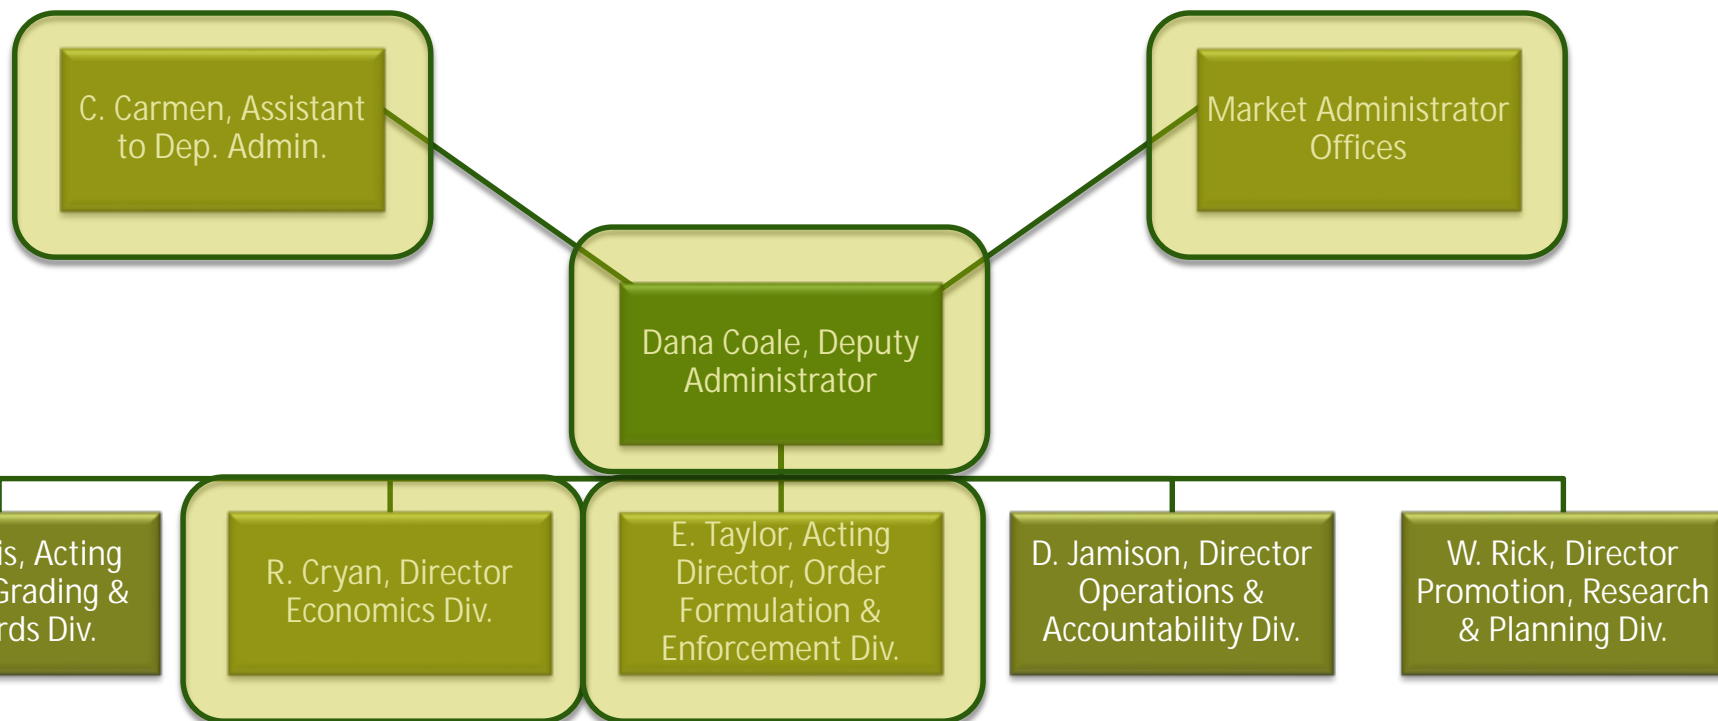 C. Carmen, Assistant
to Dep. Admin.
Market Administrator
Offices
Dana Coale, Deputy
Administrator
is, Acting
Grading &
rds Div.
R. Cryan, Director
Economics Div.
E. Taylor, Acting
Director, Order
Formulation &
Enforcement Div.
D. Jamison, Director
Operations &
Accountability Div.
W. Rick, Director
Promotion, Research
& Planning Div.